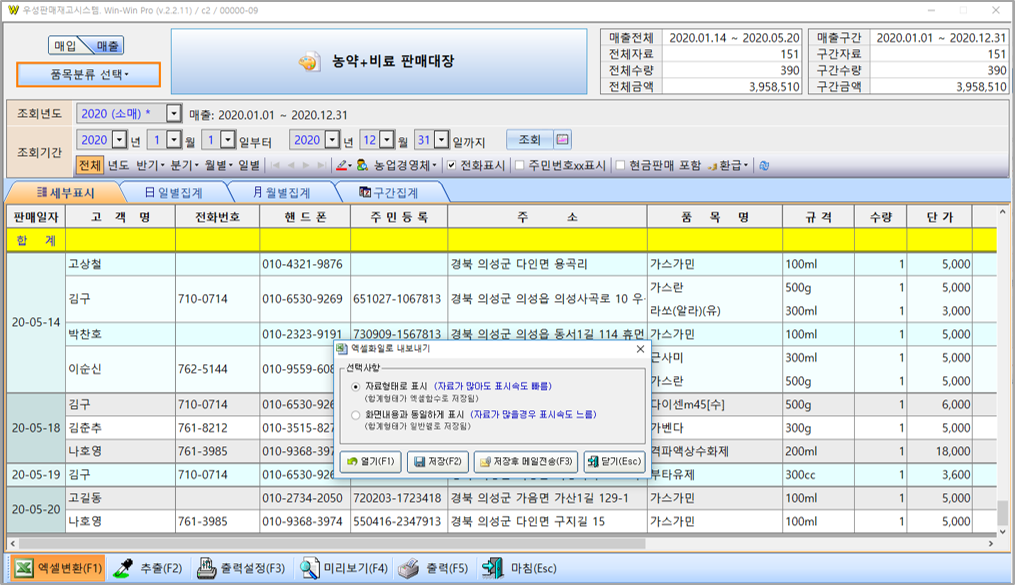 우성판매재고시스템. Win-Win Pro (v.2.2.11) / c2 / 00000-09
매입 매출
품목분류 선택
농약+비료 판매대장
매출전체 2020.01.14 ~ 2020.05.20
전체자료 151
전체수량 390
전체금액 3,958,510
매출구간 2020.01.01 ~ 2020.12.31
구간자료 151
구간수량 390
구간금액 3,958,510
조회년도 2020 (소매) * 매출: 2020.01.01 ~ 2020.12.31
조회기간 2020 년 1 월 1 일부터 2020 년 12 월 31 일까지 조회
전체 년도 반기 분기 월별 일별 농업경영체 전화표시 주민번호xx표시 현금판매 포함 환급
세부표시 일별집계 월별집계 구간집계
판매일자 고 객 명 전화번호 핸 드 폰 주 민 등 록 주 소 품 목 명 규 격 수량 단 가
합 계
고상철 010-4321-9876 경북 의성군 다인면 용곡리 가스가민 100ml 1 5,000
20-05-14 김구 710-0714 010-6530-9269 651027-1067813 경북 의성군 의성읍 의성사곡로 10 우 가스란 500g 1 5,000
라쏘(알라)(유) 300ml 1 3,000
박찬호 010-2323-9191 730909-1567813 경북 의성군 의성읍 동서1길 114 휴먼 가스가민 100ml 1 5,000
이순신 762-5144 010-9559-608 근사미 300ml 1 5,000
가스란 500g 1 5,000
20-05-18 김구 710-0714 010-6530-926 다이센m45[수] 500g 1 6,000
김춘추 761-8212 010-3515-827 가벤다 300g 1 5,000
나호영 761-3985 010-9368-397 격파액상수화제 200ml 1 18,000
20-05-19 김구 710-0714 010-6530-926 부타유제 300cc 1 3,600
20-05-20 고길동 010-2734-2050 720203-1723418 경북 의성군 가음면 가산1길 129-1 가스가민 100ml 1 5,000
나호영 761-3985 010-9368-3974 550416-2347913 경북 의성군 다인면 구지길 15 가스가민 100ml 1 5,000
엑셀화일로 내보내기
선택사항
자료형태로 표시 (자료가 많아도 표시속도 빠름)
(합계형태가 엑셀함수로 저장됨)
화면내용과 동일하게 표시 (자료가 많을경우 표시속도 느름)
(합계형태가 일반셀로 저장됨)
열기(F1) 저장(F2) 저장후 메일전송(F3) 닫기(Esc)
엑셀변환(F1) 추출(F2) 출력설정(F3) 미리보기(F4) 출력(F5) 마침(Esc)